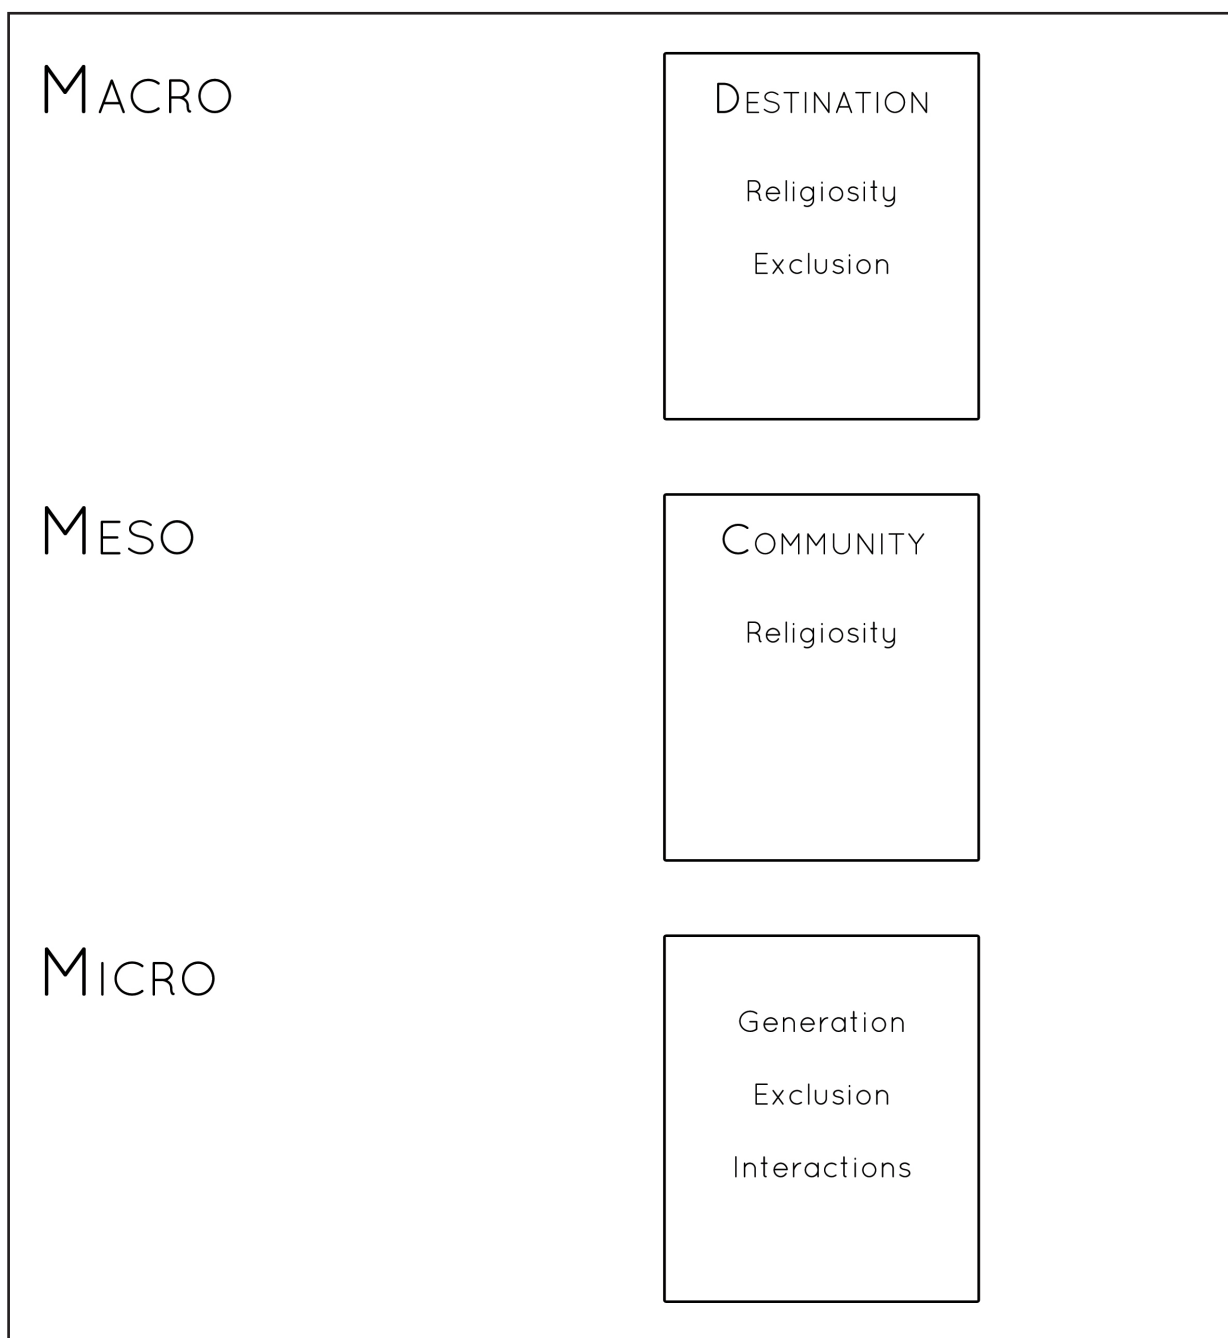 Macro
Destination
Religiosity
Exclusion
Meso
Community
Religiosity
Micro
Generation
Exclusion
Interactions